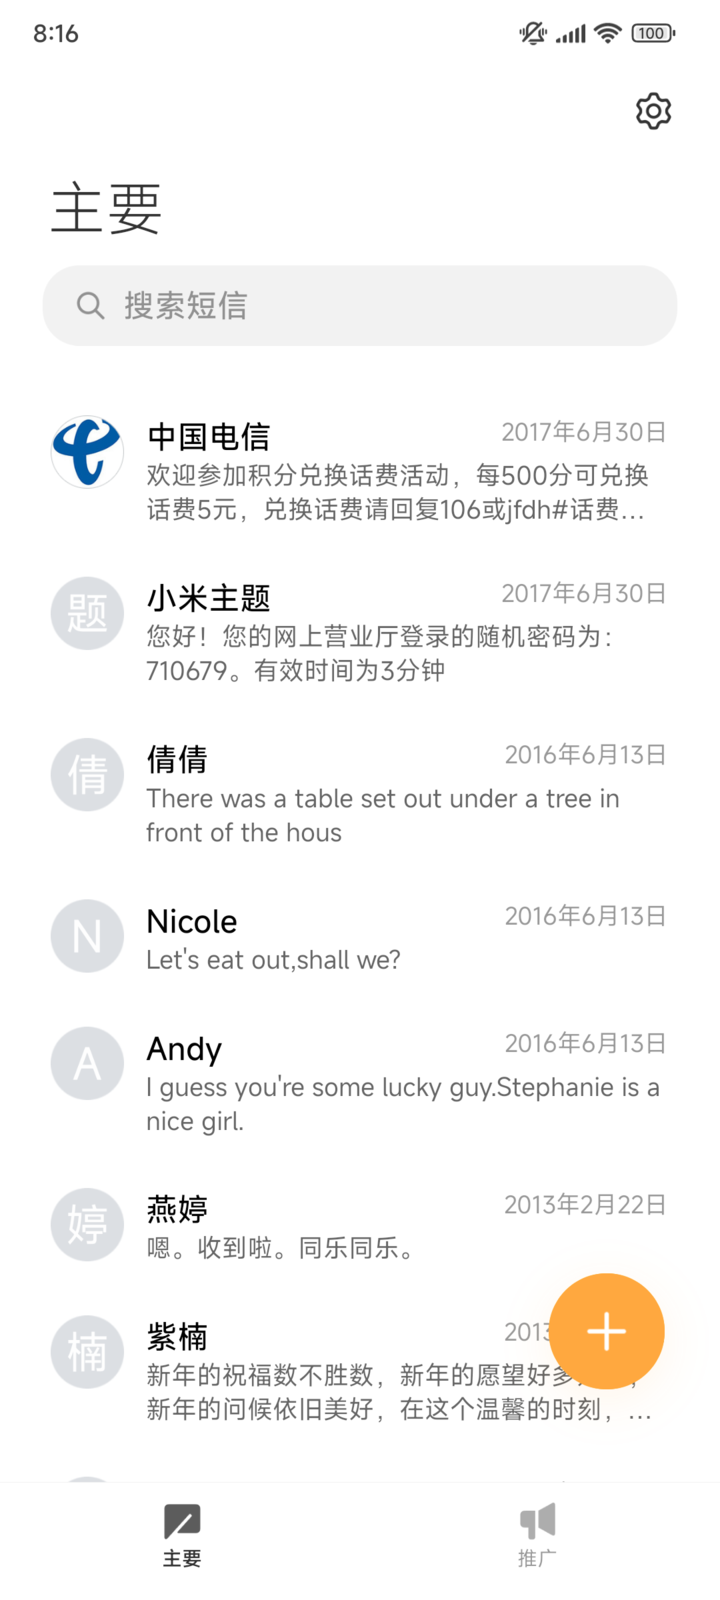 8:16
100
主要
搜索短信
中国电信
2017年6月30日
欢迎参加积分兑换话费活动，每500分可兑换
话费5元，兑换话费请回复106或jfdh#话费...
题
小米主题
2017年6月30日
您好！您的网上营业厅登录的随机密码为：
710679。有效时间为3分钟
倩
倩倩
2016年6月13日
There was a table set out under a tree in
front of the hous
N
Nicole
2016年6月13日
Let's eat out,shall we?
A
Andy
2016年6月13日
I guess you're some lucky guy.Stephanie is a
nice girl.
婷
燕婷
2013年2月22日
嗯。收到啦。同乐同乐。
楠
紫楠
2013
新年的祝福数不胜数，新年的愿望好多
新年的问候依旧美好，在这个温馨的时刻，...
主要
推广